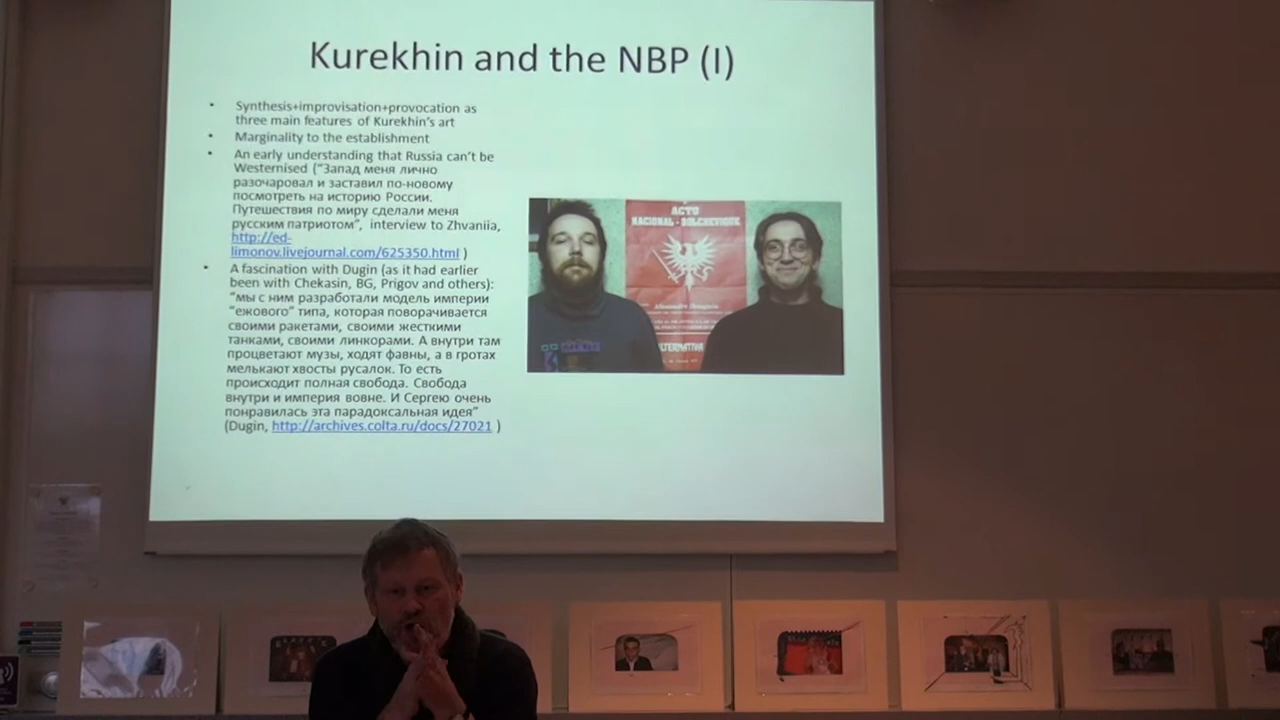 Kurekhin and the NBP (I)
• Synthesis+improvisation+provocation as
three main features of Kurekhin's art
• Marginality to the establishment
• An early understanding that Russia can't be
Westernised ("Запад меня лично
разочаровал и заставил по-новому
посмотреть на историю России.
Путешествия по миру сделали меня
русским патриотом", interview to Zhvaniia,
http://ed-
limonov.livejournal.com/625350.html )
• A fascination with Dugin (as it had earlier
been with Chekasin, BG, Prigov and others):
"мы с ним разработали модель империи
"ежового" типа, которая поворачивается
своими ракетами, своими жесткими
танками, своими линкорами. А внутри там
процветают музы, ходят фавны, а в гротах
мелькают хвосты русалок. То есть
происходит полная свобода. Свобода
внутри и империя вовне. И Сергею очень
понравилась эта парадоксальная идея"
(Dugin, http://archives.colta.ru/docs/27021 )
ACTO
NACIONAL-BOLCHEVIQUE